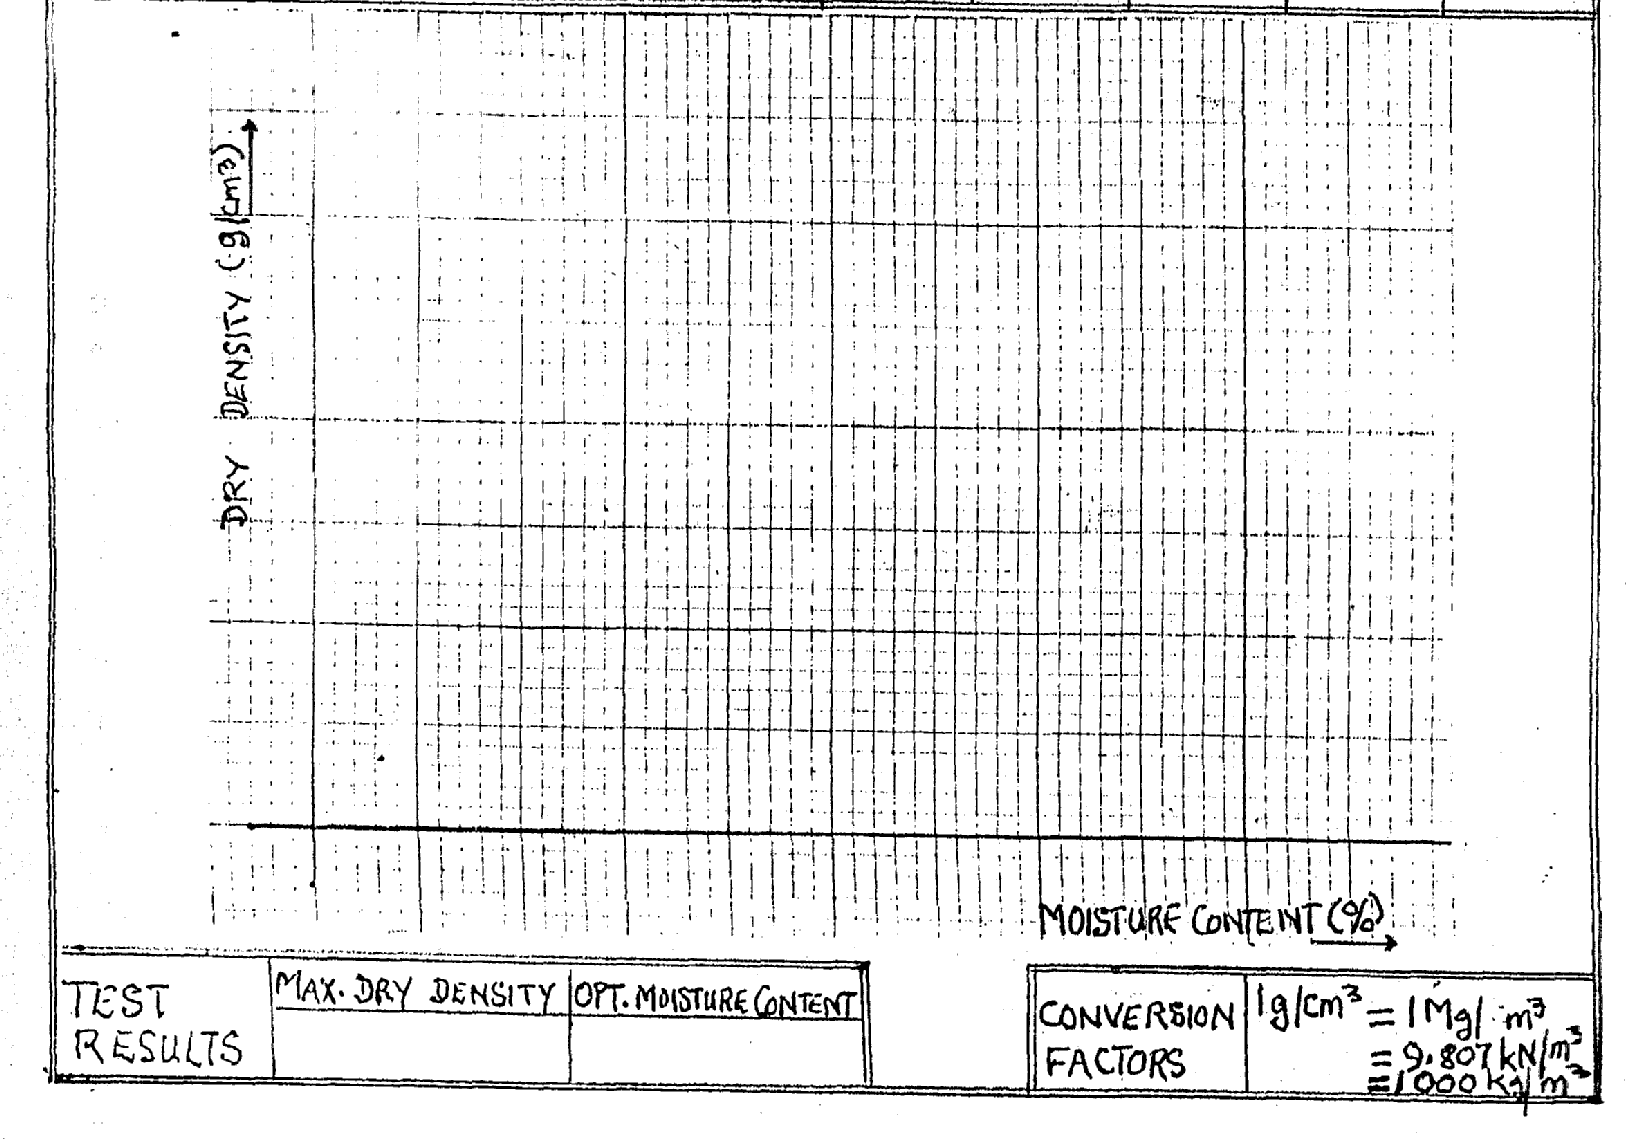 DRY DENSITY (g/cm3)
MOISTURE CONTENT (%)
TEST
RESULTS
MAX. DRY DENSITY
OPT. MOISTURE CONTENT
CONVERSION
FACTORS
1g/cm³ = 1Mg/m³
= 9.807 kN/m³
= 1000 kg/m³